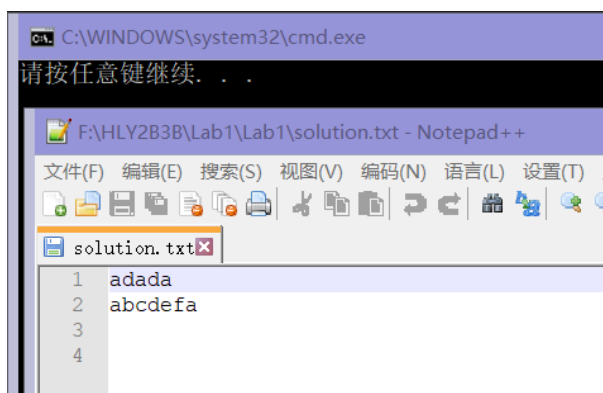 C:\WINDOWS\system32\cmd.exe
请按任意键继续. . .
F:\HLY2B3B\Lab1\Lab1\solution.txt - Notepad++
文件(F) 编辑(E) 搜索(S) 视图(V) 编码(N) 语言(L) 设置(T)
solution.txt
1 adada
2 abcdefa
3
4